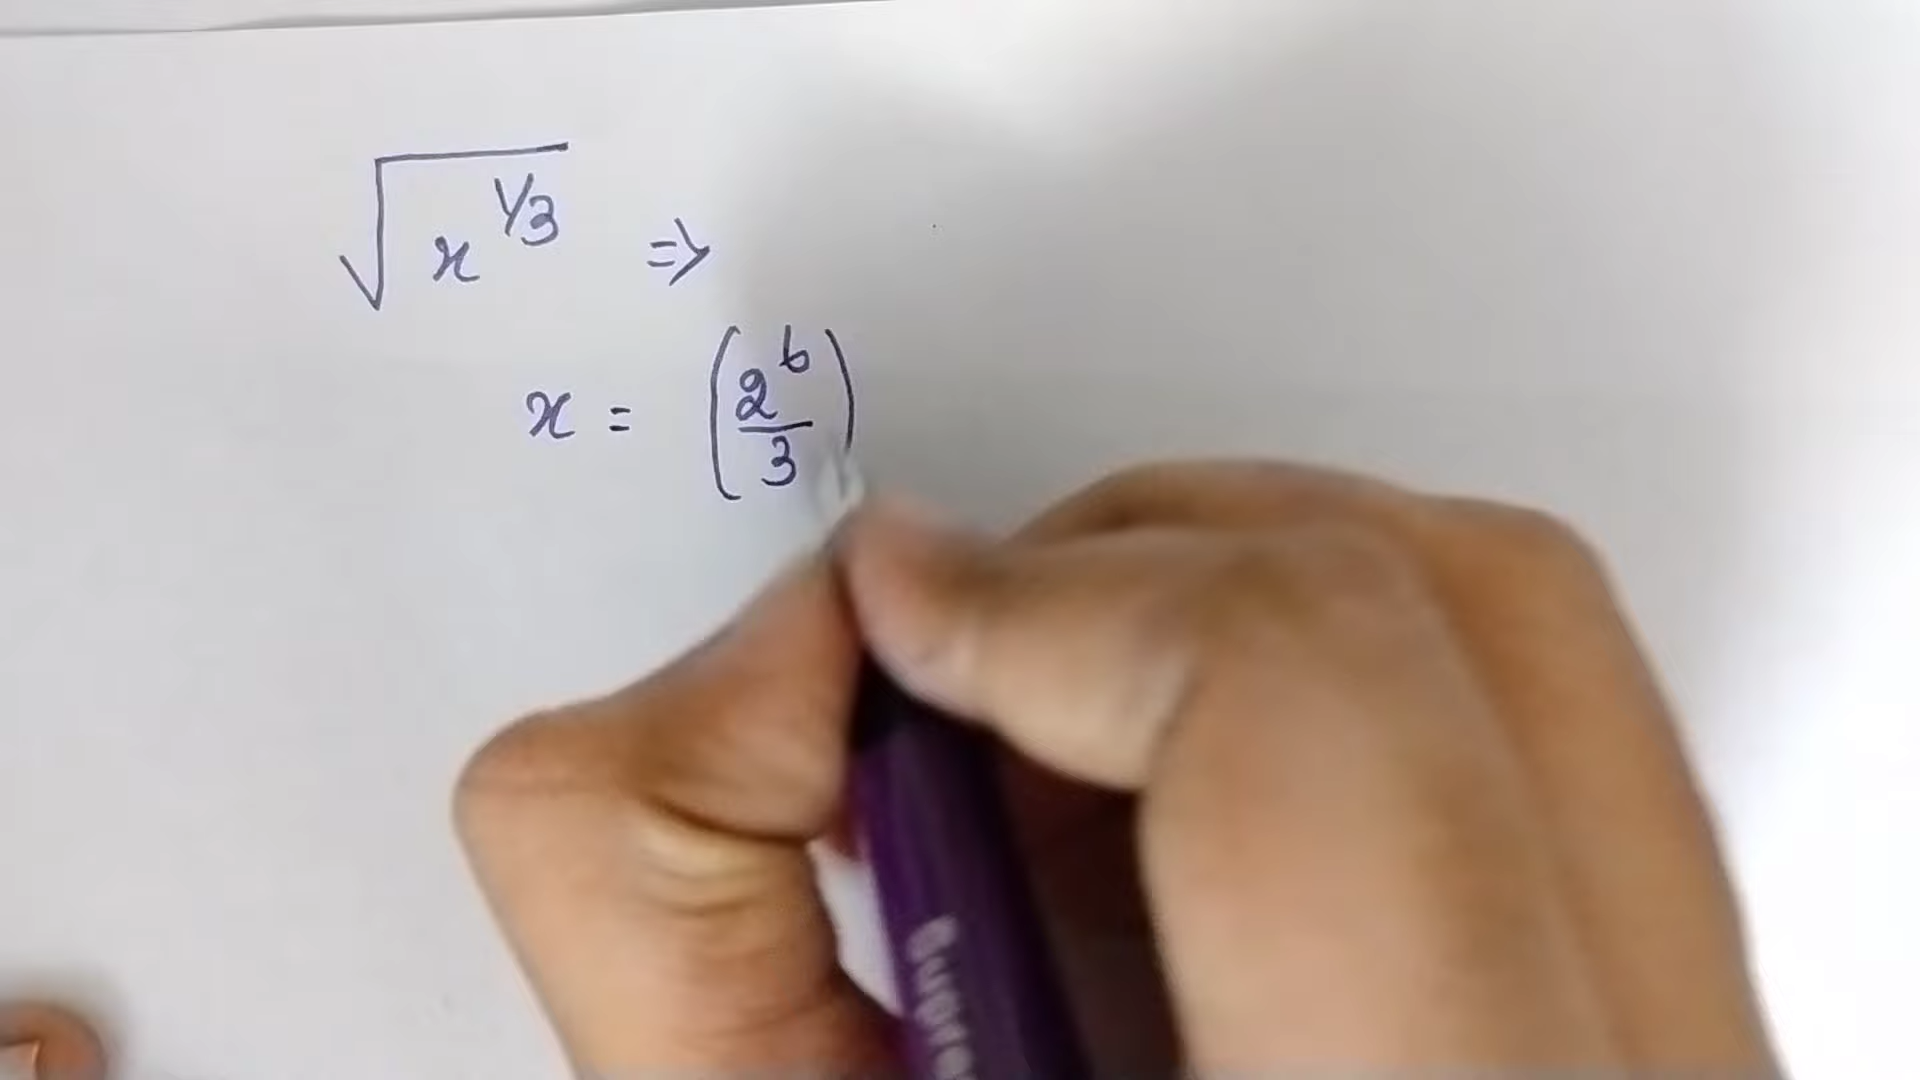 √(x^(1/3)) ⇒
x = (2^6/3)